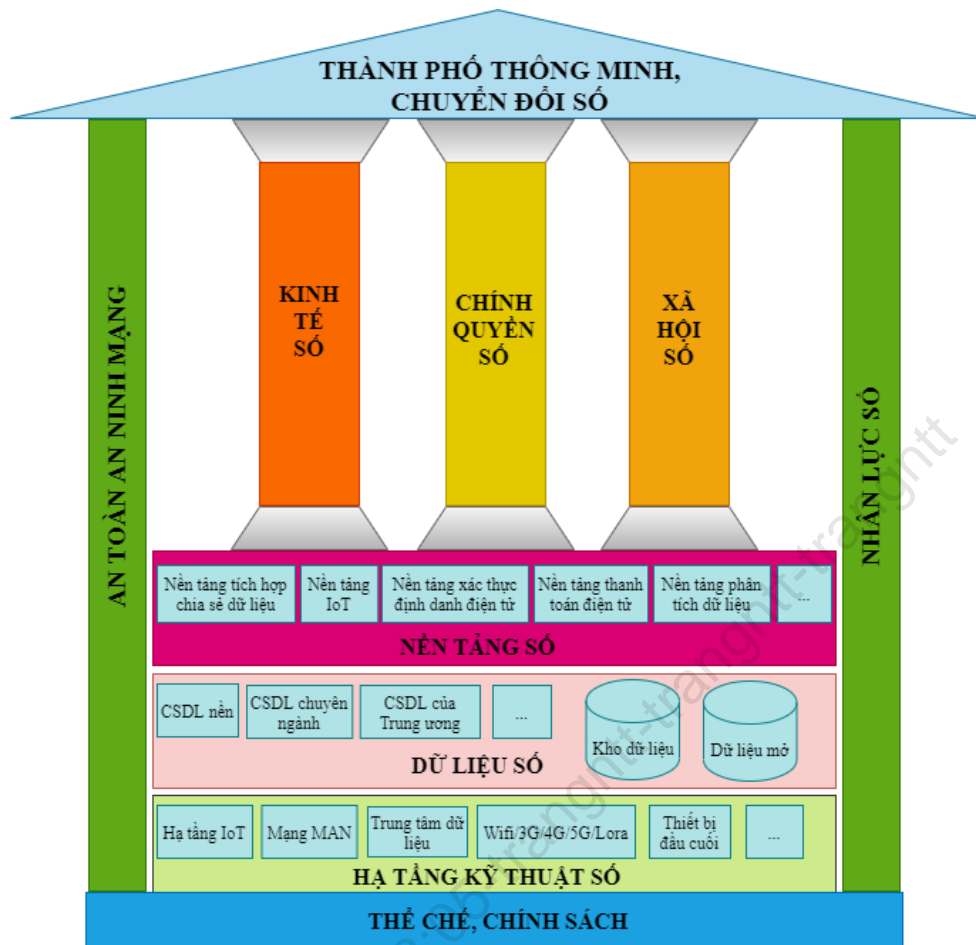 THÀNH PHỐ THÔNG MINH,
CHUYỂN ĐỔI SỐ
AN TOÀN AN NINH MẠNG
KINH
TẾ
SỐ
CHÍNH
QUYỀN
SỐ
XÃ
HỘI
SỐ
NHÂN LỰC SỐ
Nền tảng tích hợp
chia sẻ dữ liệu
Nền tảng
IoT
Nền tảng xác thực
định danh điện tử
Nền tảng thanh
toán điện tử
Nền tảng phân
tích dữ liệu
...
NỀN TẢNG SỐ
CSDL nền
CSDL chuyên
ngành
CSDL của
Trung ương
...
Kho dữ liệu
Dữ liệu mở
DỮ LIỆU SỐ
Hạ tầng IoT
Mạng MAN
Trung tâm dữ
liệu
Wifi/3G/4G/5G/Lora
Thiết bị
đầu cuối
...
HẠ TẦNG KỸ THUẬT SỐ
THỂ CHẾ, CHÍNH SÁCH
trangntt-trangntt-trangntt